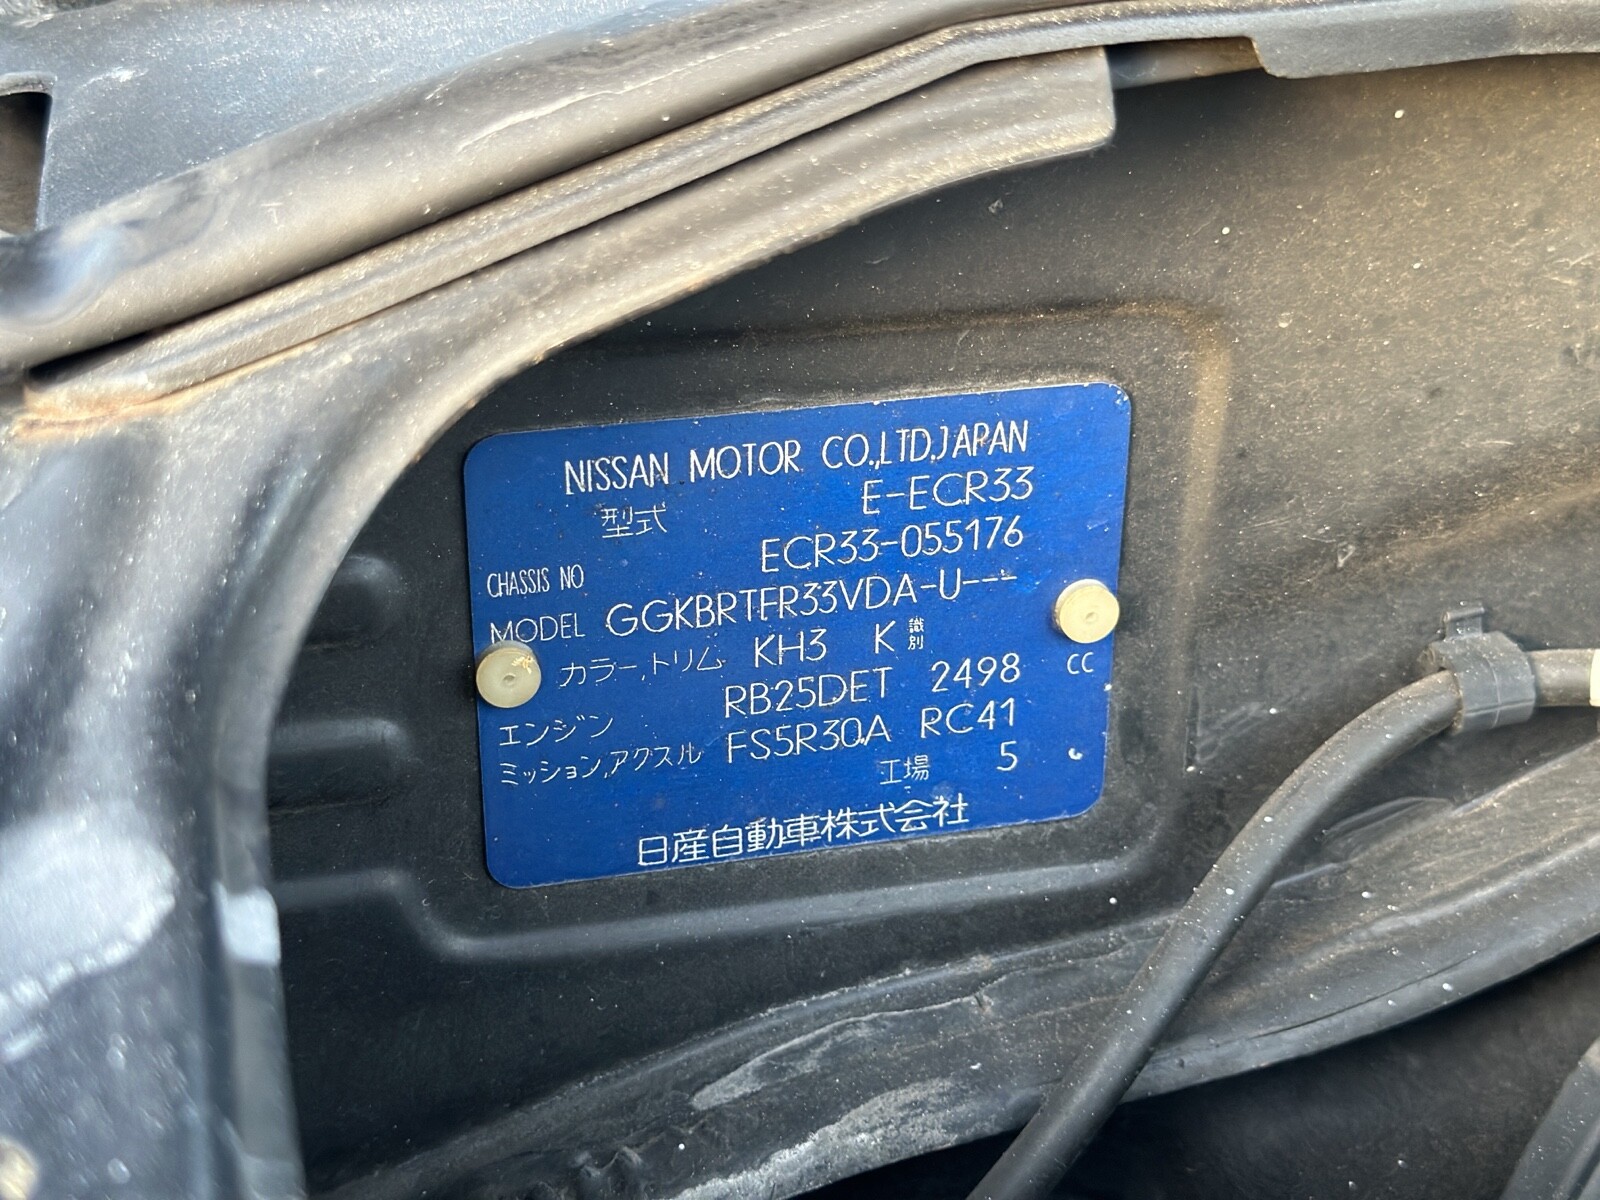 NISSAN MOTOR CO.,LTD.JAPAN
型式 E-ECR33
CHASSIS NO ECR33-055176
MODEL GGKBRTFR33VDA-U---
カラー,トリム KH3 K 識別
エンジン RB25DET 2498 CC
ミッション,アクスル FS5R30A RC41
工場 5
日産自動車株式会社